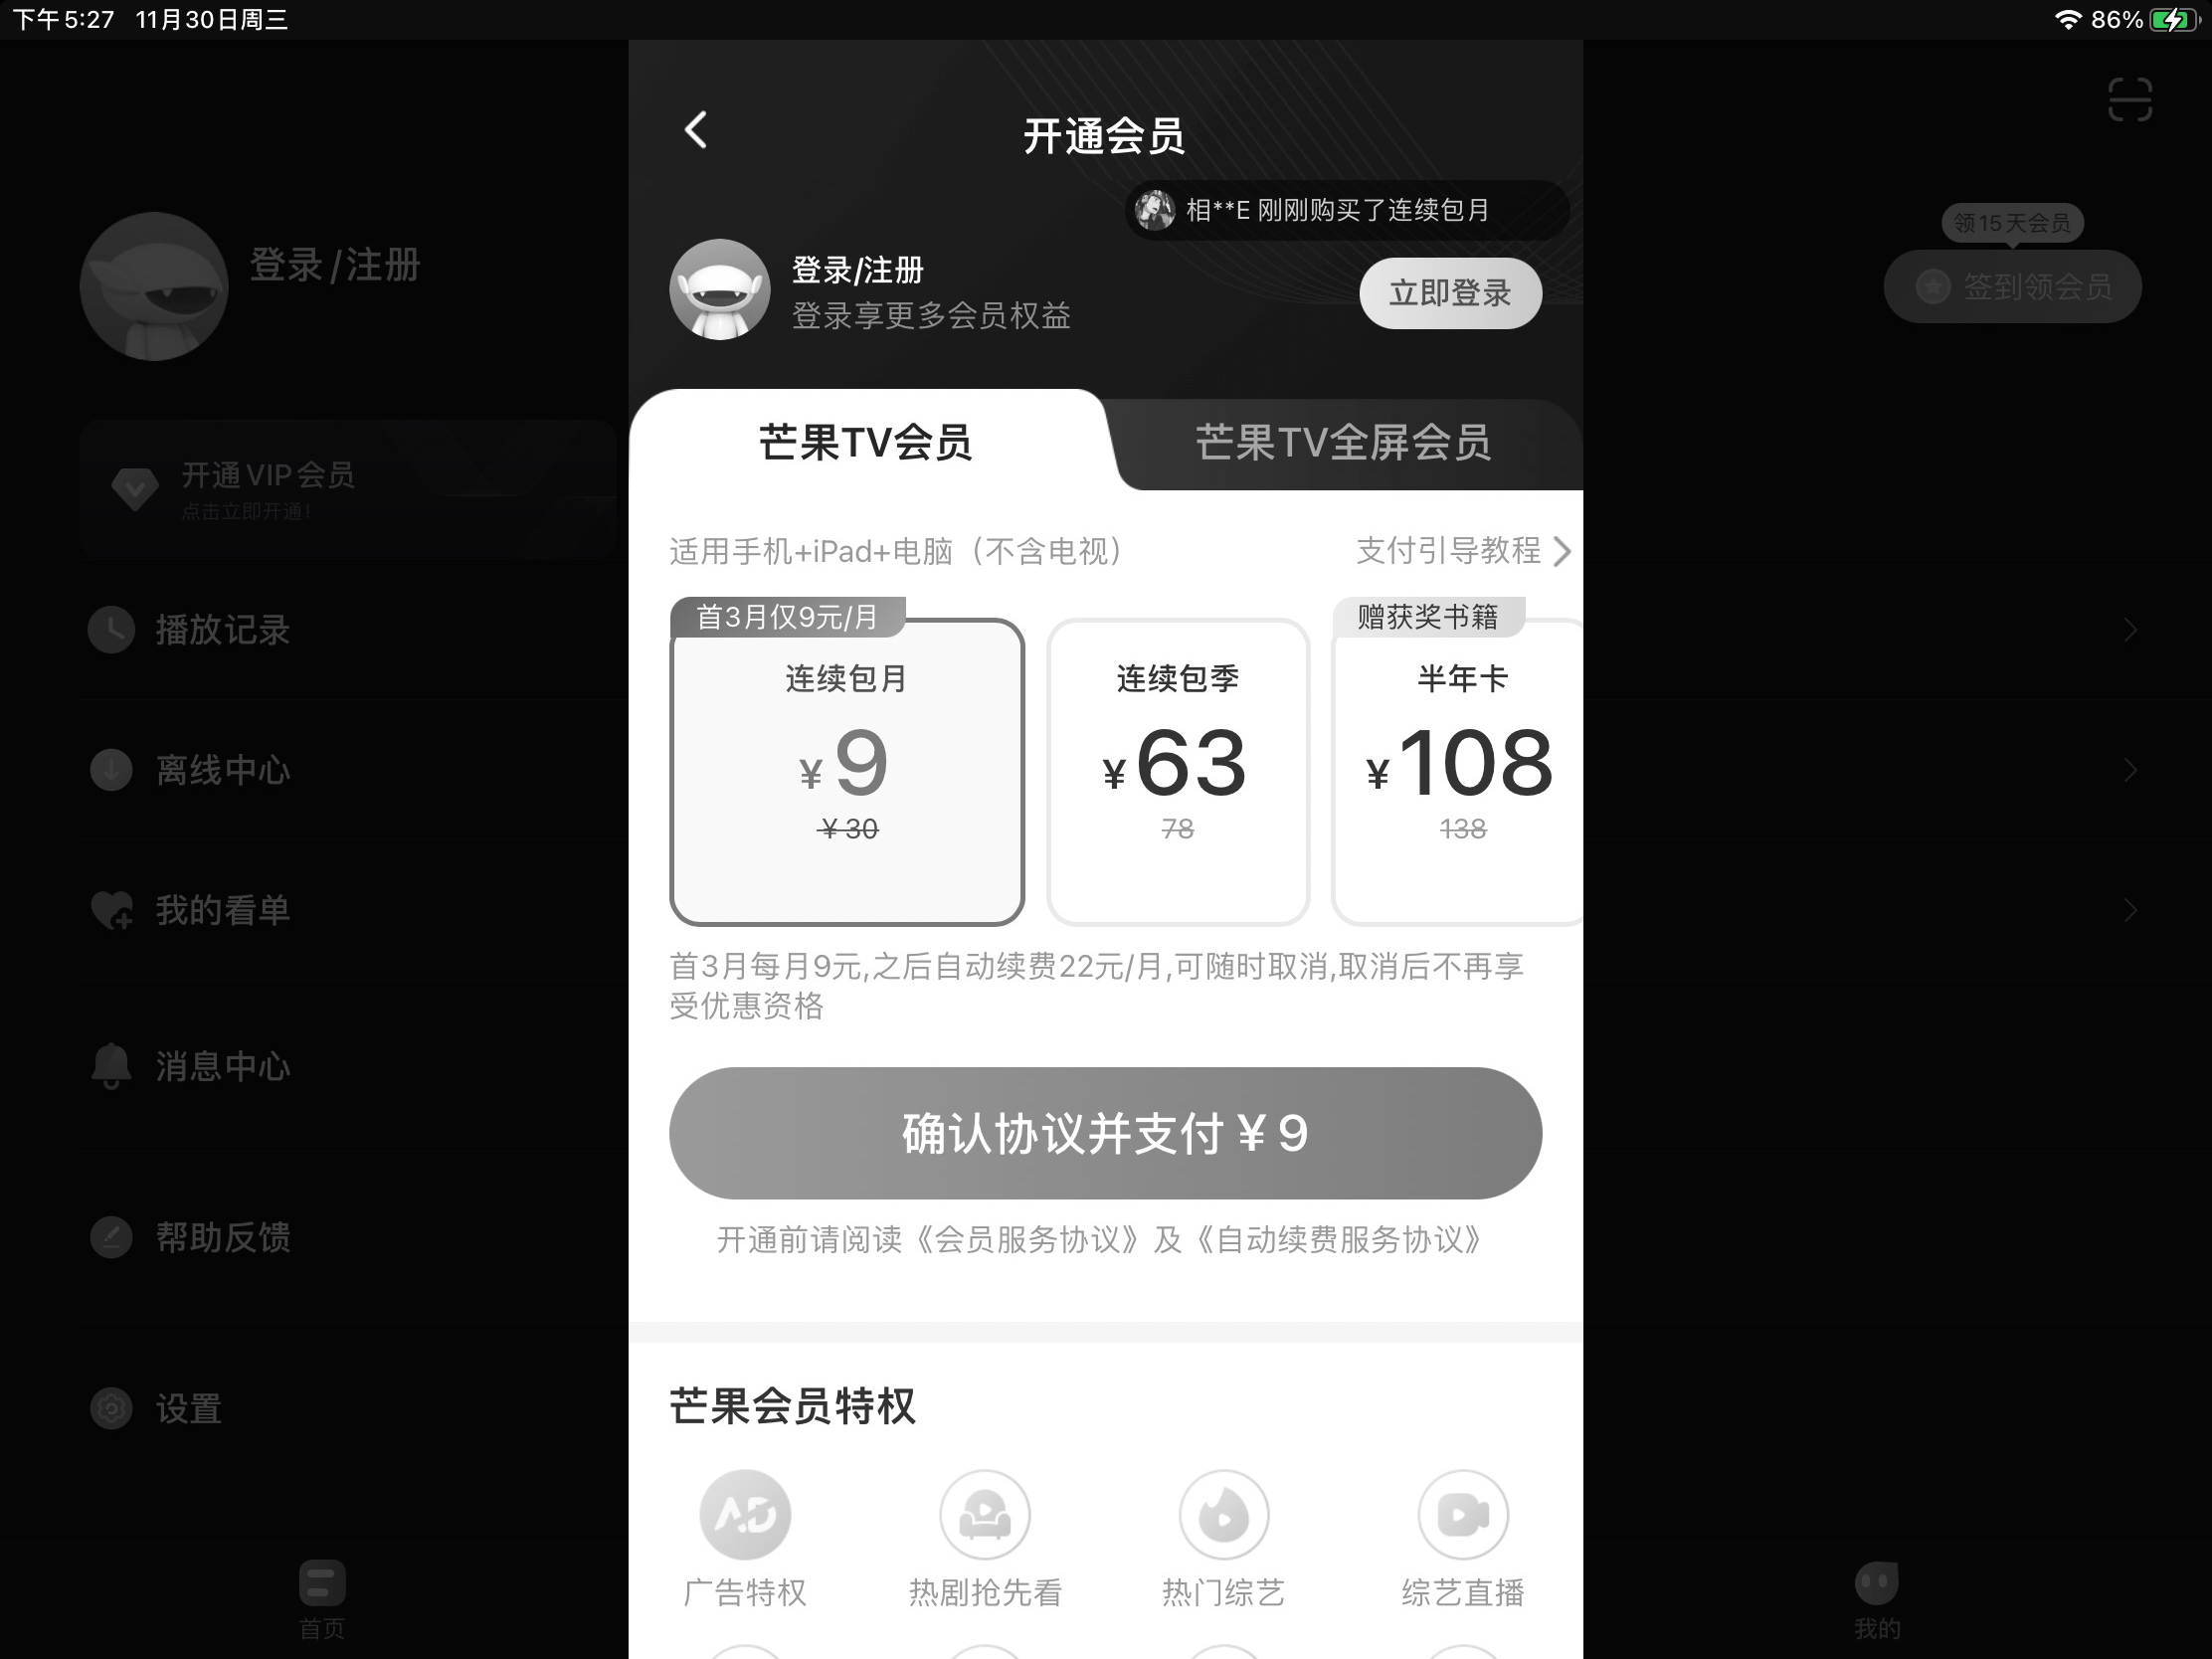 下午5:27 11月30日周三
86%
开通会员
相**E 刚刚购买了连续包月
登录/注册
登录享更多会员权益
立即登录
登录/注册
领15天会员
签到领会员
开通VIP会员
点击立即开通!
播放记录
离线中心
我的看单
消息中心
帮助反馈
设置
芒果TV会员
芒果TV全屏会员
适用手机+iPad+电脑（不含电视）
支付引导教程
首3月仅9元/月
连续包月
¥9
¥30
连续包季
¥63
78
赠获奖书籍
半年卡
¥108
138
首3月每月9元,之后自动续费22元/月,可随时取消,取消后不再享
受优惠资格
确认协议并支付 ¥ 9
开通前请阅读《会员服务协议》及《自动续费服务协议》
芒果会员特权
AD
广告特权
热剧抢先看
热门综艺
综艺直播
首页
我的